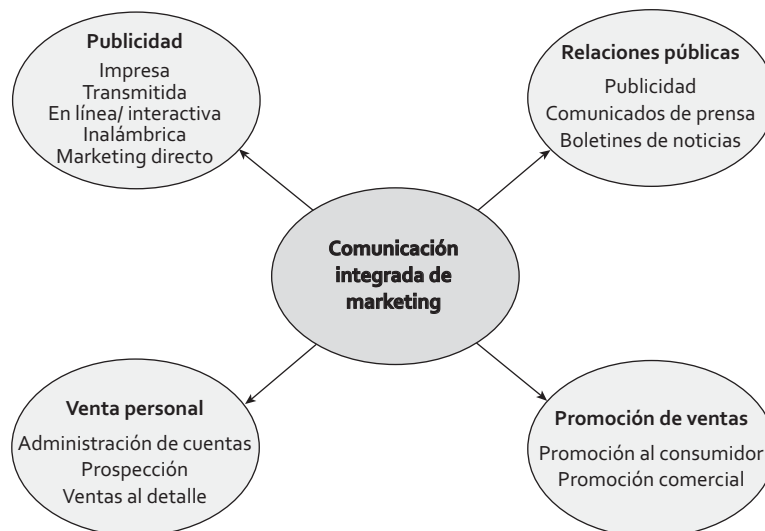 Publicidad
Impresa
Transmitida
En línea/ interactiva
Inalámbrica
Marketing directo
Relaciones públicas
Publicidad
Comunicados de prensa
Boletines de noticias
Comunicación
integrada de
marketing
Venta personal
Administración de cuentas
Prospección
Ventas al detalle
Promoción de ventas
Promoción al consumidor
Promoción comercial